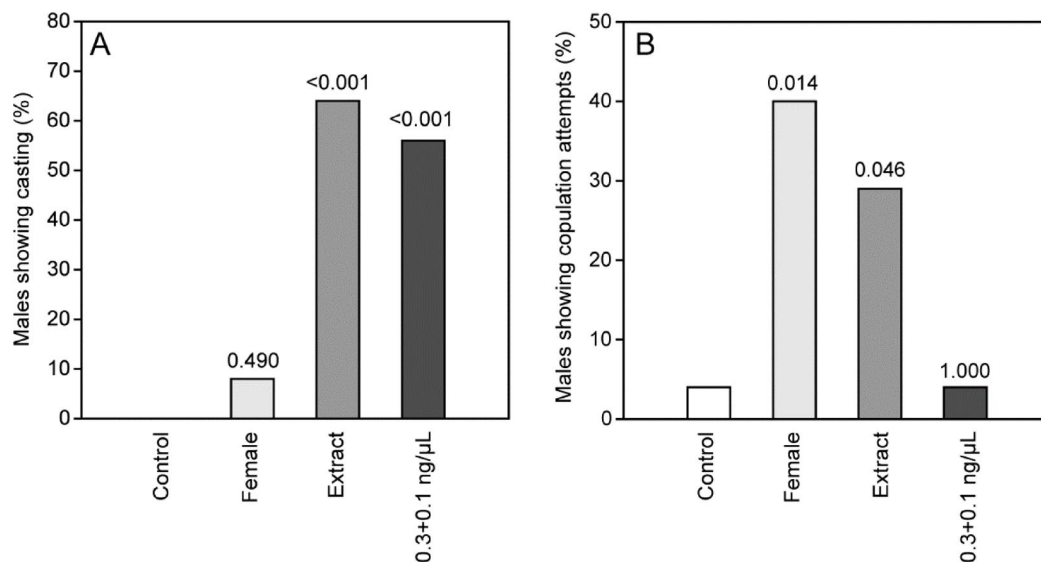 A
Males showing casting (%)
80
70
60
50
40
30
20
10
0
0.490
<0.001
<0.001
Control
Female
Extract
0.3+0.1 ng/µL
B
Males showing copulation attempts (%)
50
40
30
20
10
0
0.014
0.046
1.000
Control
Female
Extract
0.3+0.1 ng/µL